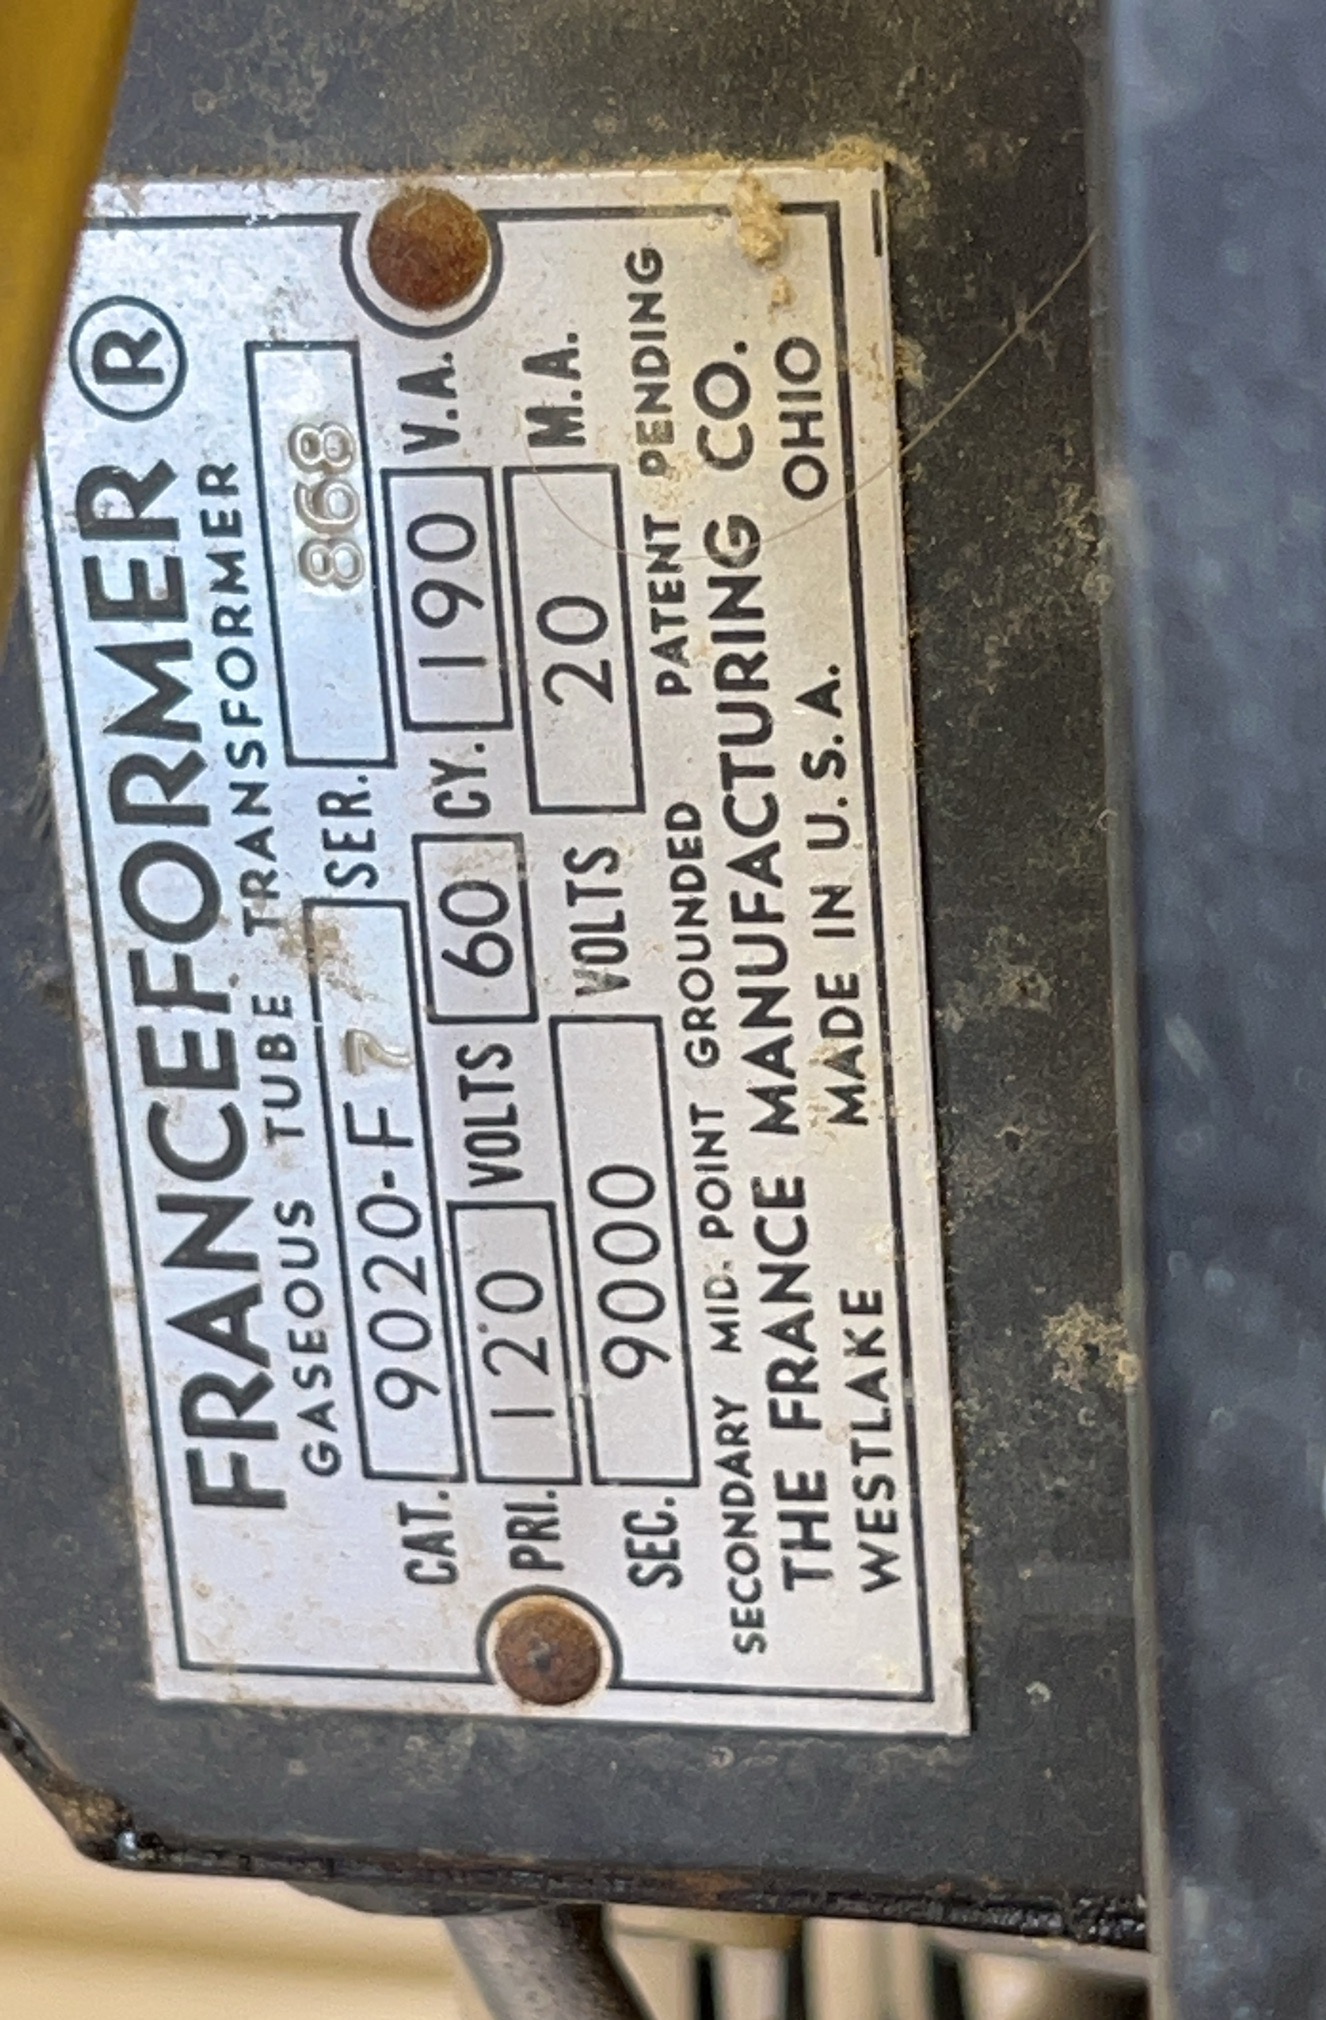 FRANCEFORMER ®
GASEOUS TUBE TRANSFORMER
CAT. 9020-F 7 SER. 868
PRI. 120 VOLTS 60 CY. 190 V.A.
SEC. 9000 VOLTS 20 M.A.
SECONDARY MID. POINT GROUNDED PATENT PENDING
THE FRANCE MANUFACTURING CO.
WESTLAKE MADE IN U.S.A. OHIO